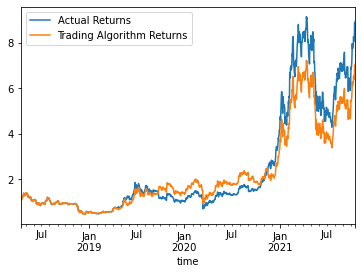 Actual Returns
Trading Algorithm Returns
8
6
4
2
Jul Jan Jul Jan Jul Jan Jul
2019 2020 2021
time